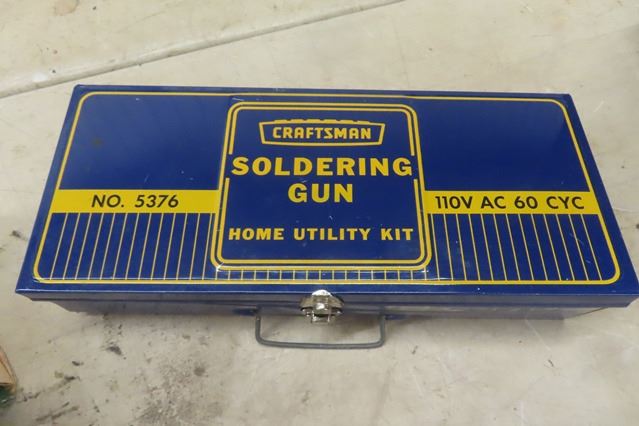 CRAFTSMAN
SOLDERING
GUN
HOME UTILITY KIT
NO. 5376
110V AC 60 CYC